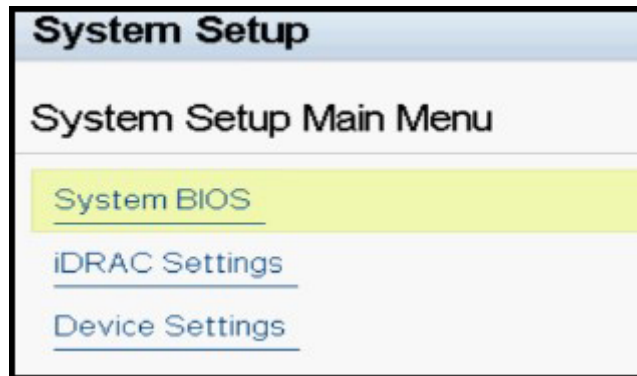 System Setup
System Setup Main Menu
System BIOS
iDRAC Settings
Device Settings